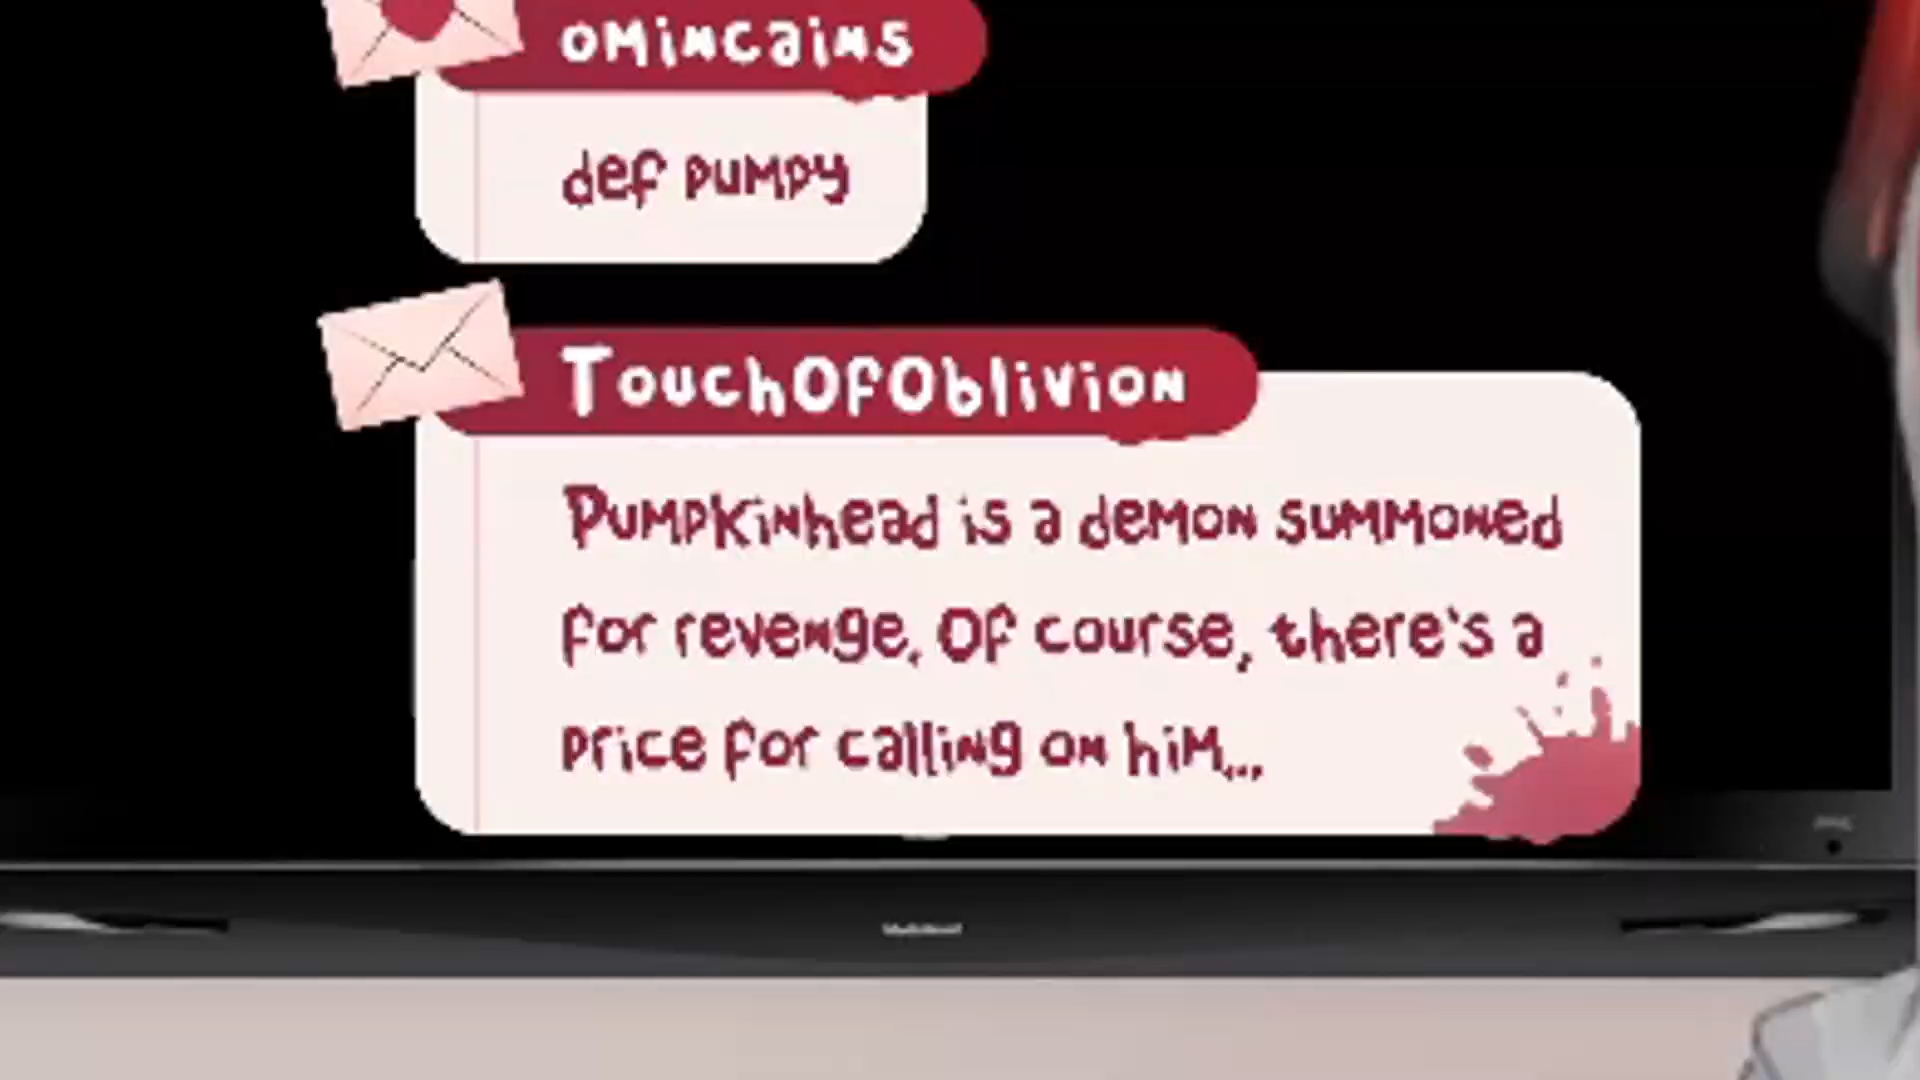 omincains
def pumpy
TouchOfOblivion
Pumpkinhead is a demon summoned
for revenge. Of course, there's a
price for calling on him...